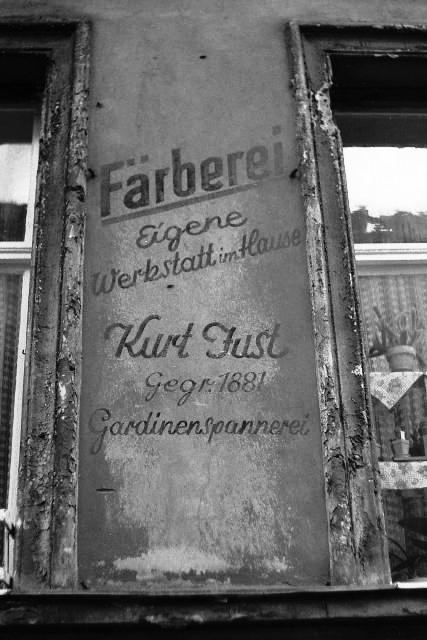 Färberei
Eigene
Werkstatt im Hause
Kurt Just
Gegr. 1881
Gardinenspannerei